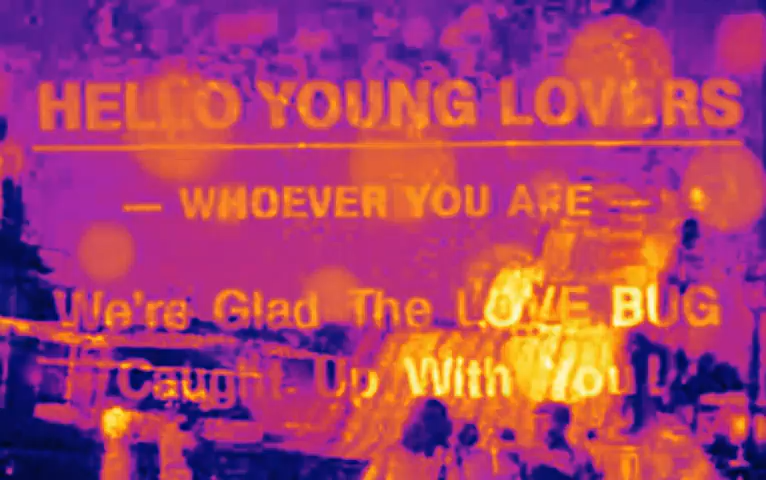 HELLO YOUNG LOVERS
— WHOEVER YOU ARE —
We're Glad The LOVE BUG
Caught Up With You!